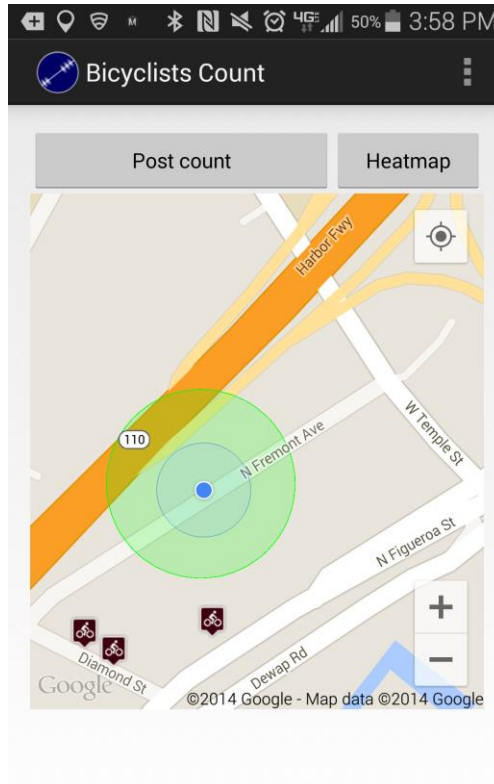 M 4G 50% 3:58 PM
Bicyclists Count
Post count Heatmap
Harbor Fwy
110
W Temple St
N Fremont Ave
N Figueroa St
+
Diamond St
Dewap Rd
−
Google
©2014 Google - Map data ©2014 Google